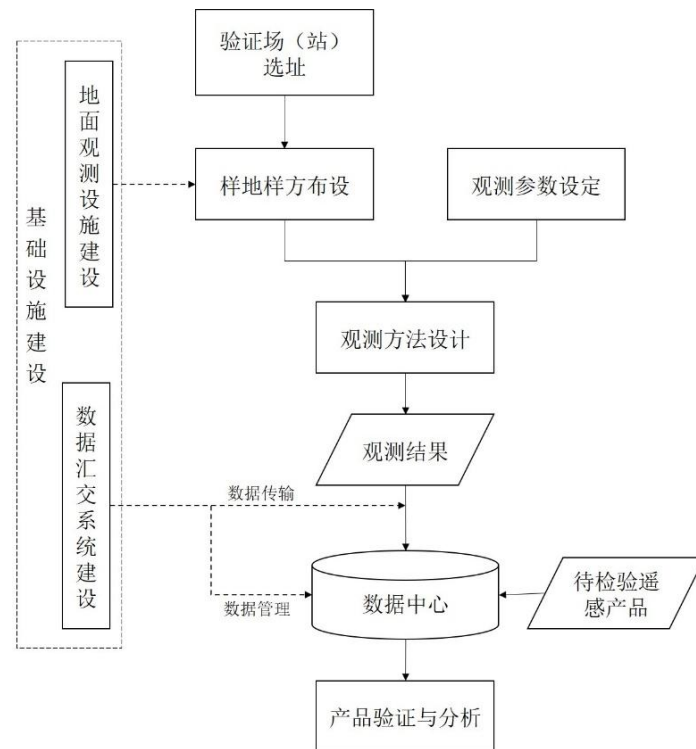 验证场（站）
选址
地面观测设施建设
样地样方布设
观测参数设定
基础设施建设
观测方法设计
数据汇交系统建设
观测结果
数据传输
数据管理
数据中心
待检验遥
感产品
产品验证与分析